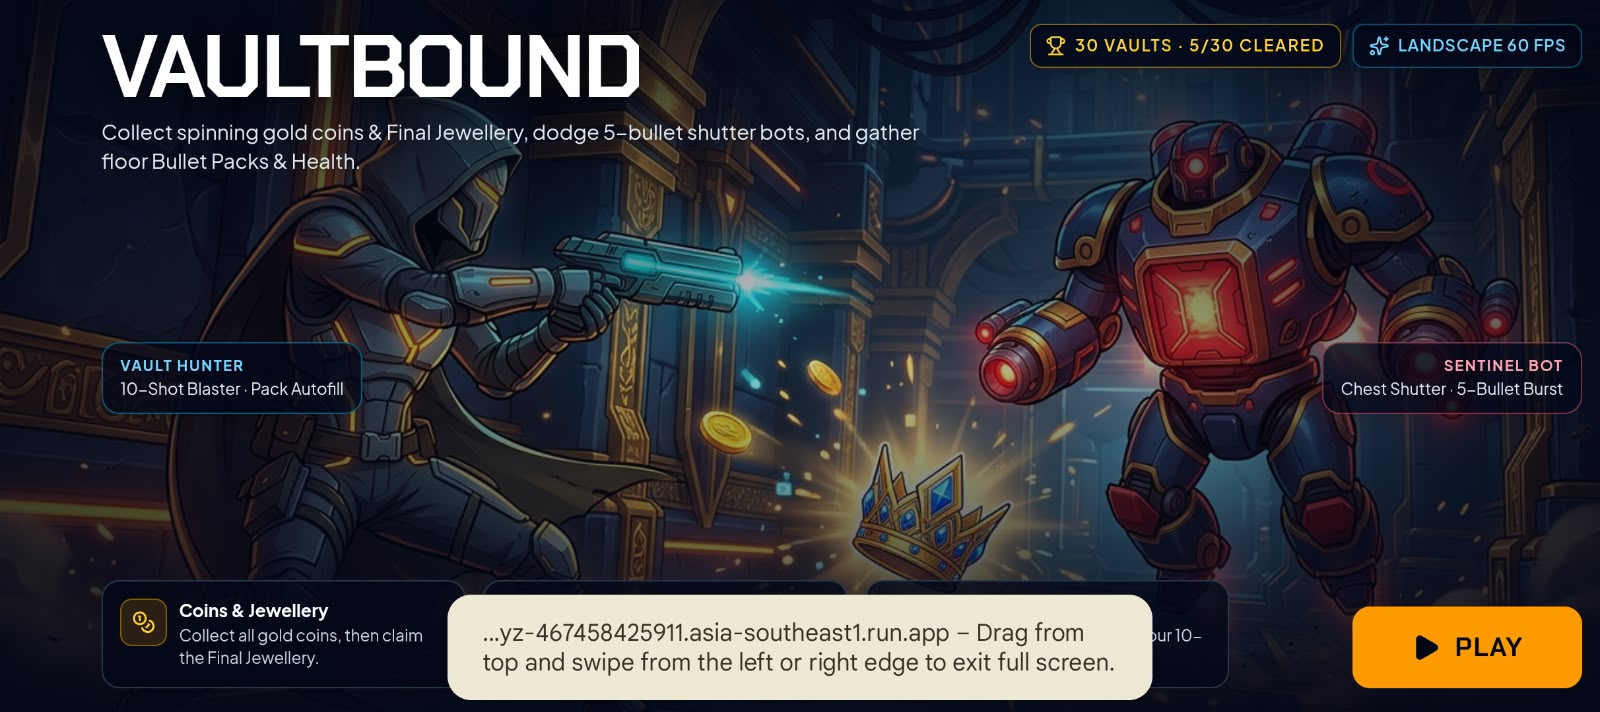 VAULTBOUND
30 VAULTS · 5/30 CLEARED
LANDSCAPE 60 FPS
Collect spinning gold coins & Final Jewellery, dodge 5-bullet shutter bots, and gather
floor Bullet Packs & Health.
VAULT HUNTER
10-Shot Blaster · Pack Autofill
SENTINEL BOT
Chest Shutter · 5-Bullet Burst
Coins & Jewellery
Collect all gold coins, then claim
the Final Jewellery.
...yz-467458425911.asia-southeast1.run.app – Drag from
top and swipe from the left or right edge to exit full screen.
10-
PLAY